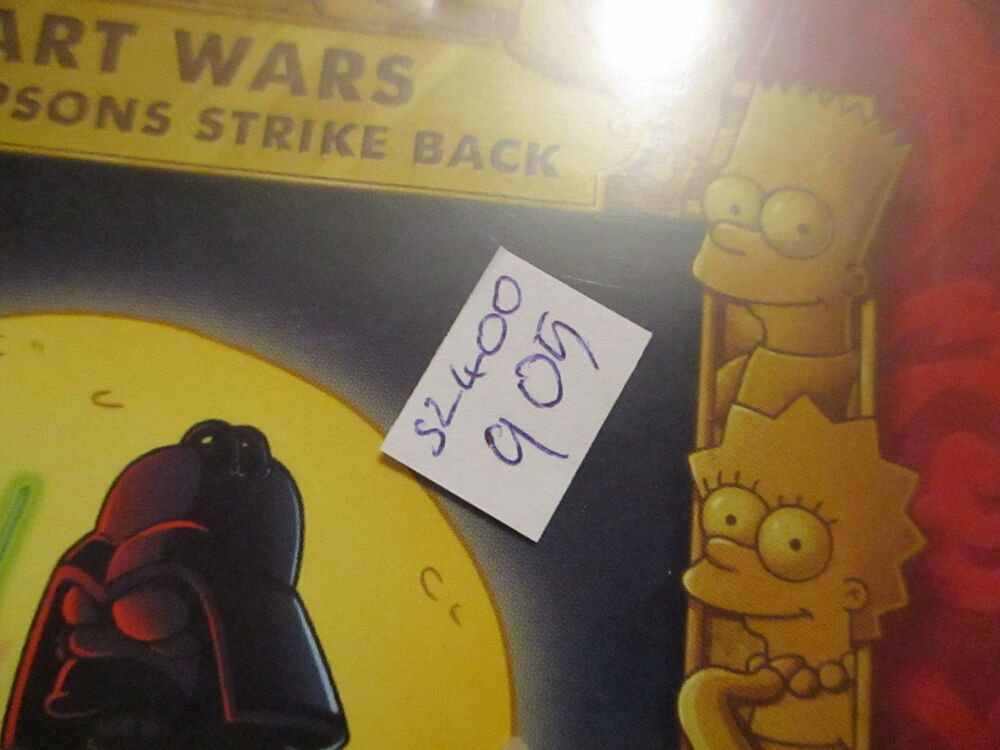 ART WARS
PSONS STRIKE BACK
S2400
905